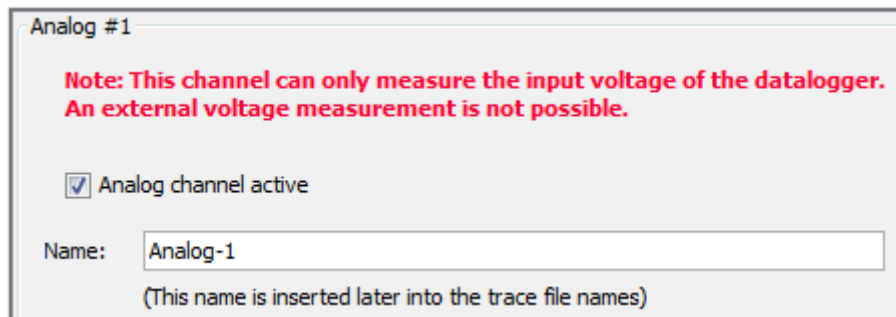 Analog #1
Note: This channel can only measure the input voltage of the datalogger.
An external voltage measurement is not possible.
Analog channel active
Name: Analog-1
(This name is inserted later into the trace file names)